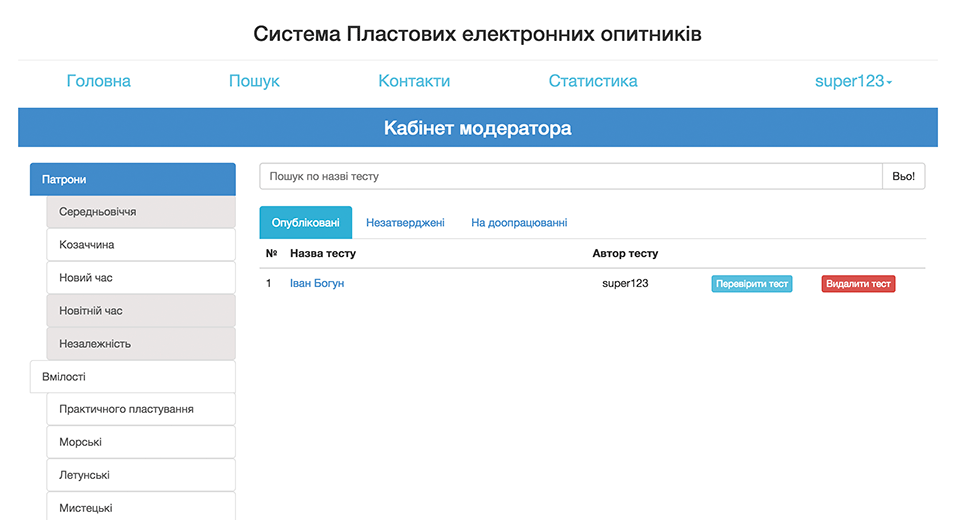 Система Пластових електронних опитників
Головна Пошук Контакти Статистика super123
Кабінет модератора
Патрони
Середньовіччя
Козаччина
Новий час
Новітній час
Незалежність
Вмілості
Практичного пластування
Морські
Летунські
Мистецькі
Пошук по назві тесту Вьо!
Опубліковані Незатверджені На доопрацюванні
№ Назва тесту Автор тесту
1 Іван Богун super123 Перевірити тест Видалити тест